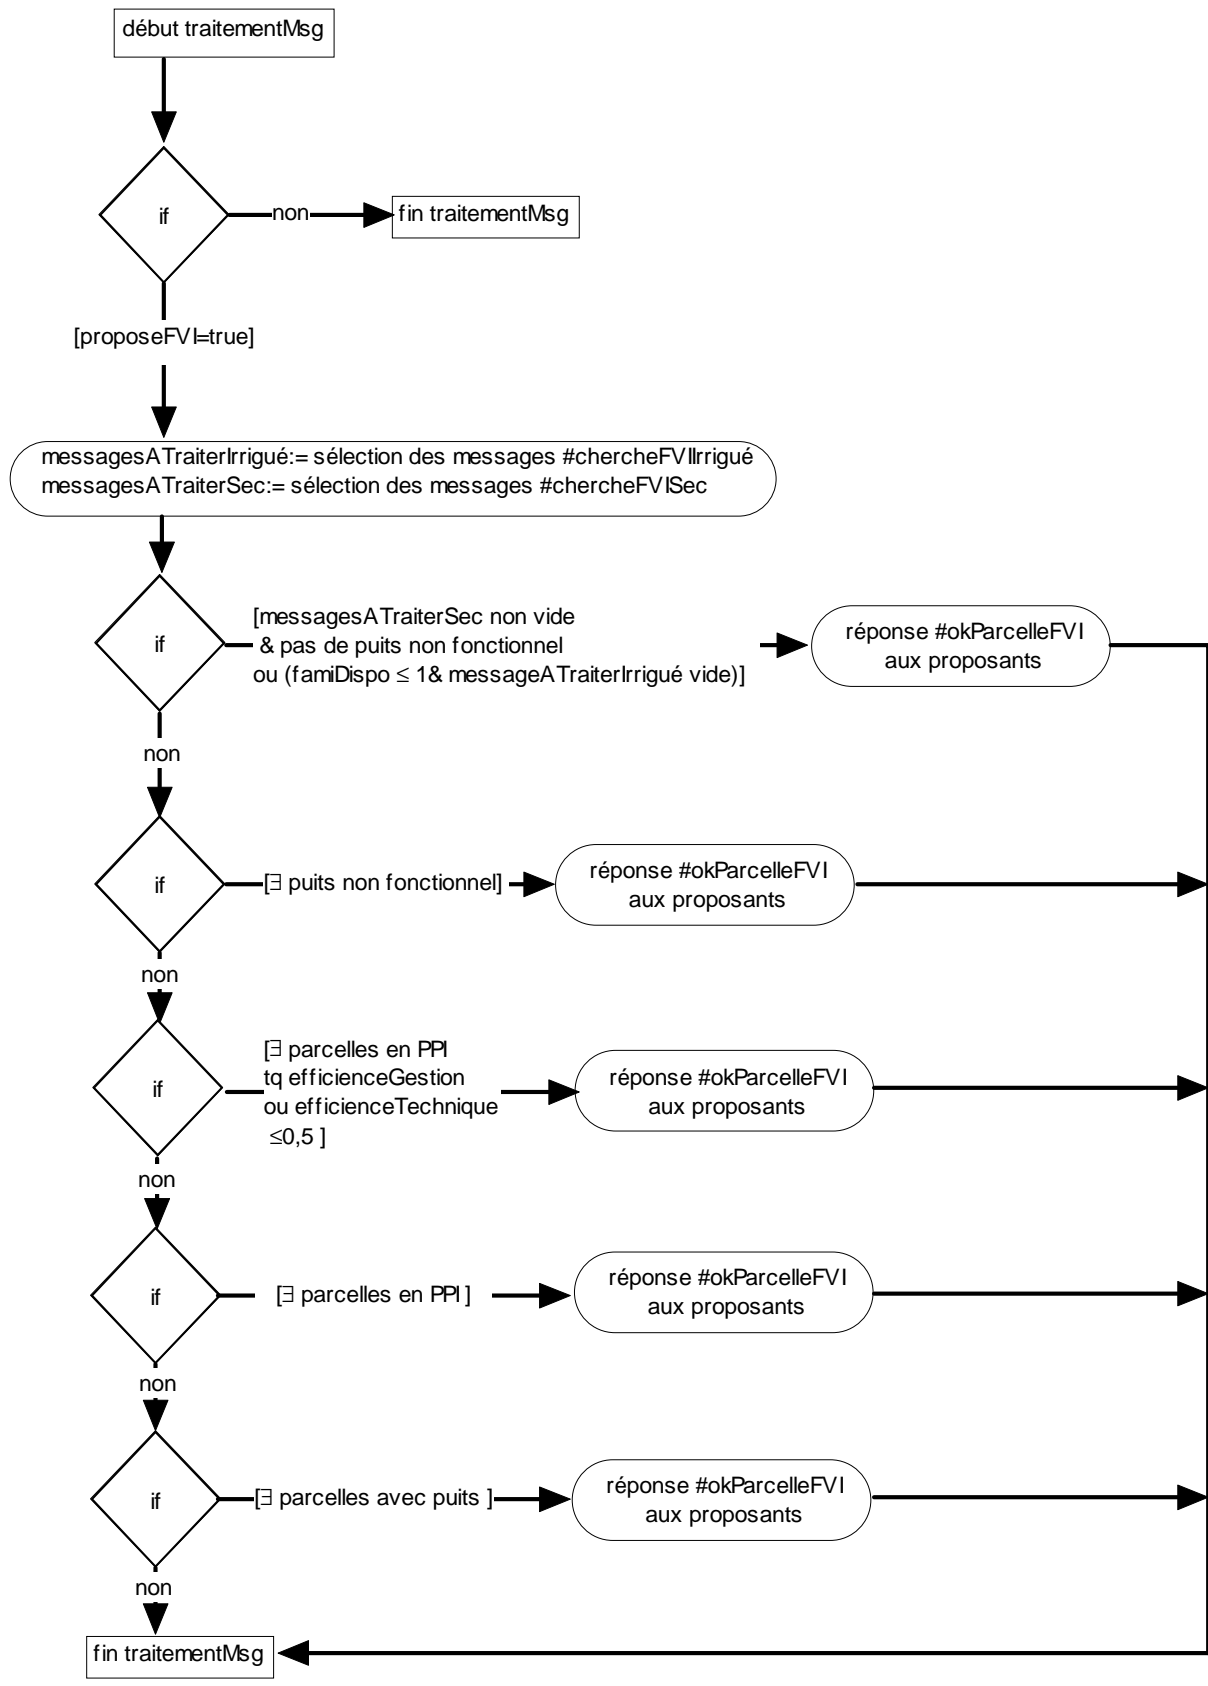 début traitementMsg
if
non
fin traitementMsg
[proposeFVI=true]
messagesATraiterIrrigué:= sélection des messages #chercheFVIIrrigué
messagesATraiterSec:= sélection des messages #chercheFVISec
if
[messagesATraiterSec non vide
& pas de puits non fonctionnel
ou (famiDispo ≤ 1& messageATraiterIrrigué vide)]
réponse #okParcelleFVI
aux proposants
non
if
[∃ puits non fonctionnel]
réponse #okParcelleFVI
aux proposants
non
if
[∃ parcelles en PPI
tq efficienceGestion
ou efficienceTechnique
≤0,5 ]
réponse #okParcelleFVI
aux proposants
non
if
[∃ parcelles en PPI ]
réponse #okParcelleFVI
aux proposants
non
if
[∃ parcelles avec puits ]
réponse #okParcelleFVI
aux proposants
non
fin traitementMsg